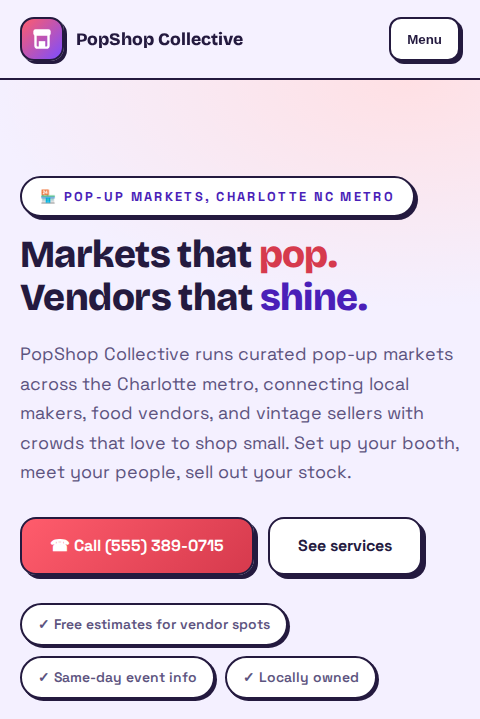 PopShop Collective
Menu
🏪 POP-UP MARKETS, CHARLOTTE NC METRO
Markets that pop.
Vendors that shine.
PopShop Collective runs curated pop-up markets
across the Charlotte metro, connecting local
makers, food vendors, and vintage sellers with
crowds that love to shop small. Set up your booth,
meet your people, sell out your stock.
☎ Call (555) 389-0715
See services
✓ Free estimates for vendor spots
✓ Same-day event info
✓ Locally owned